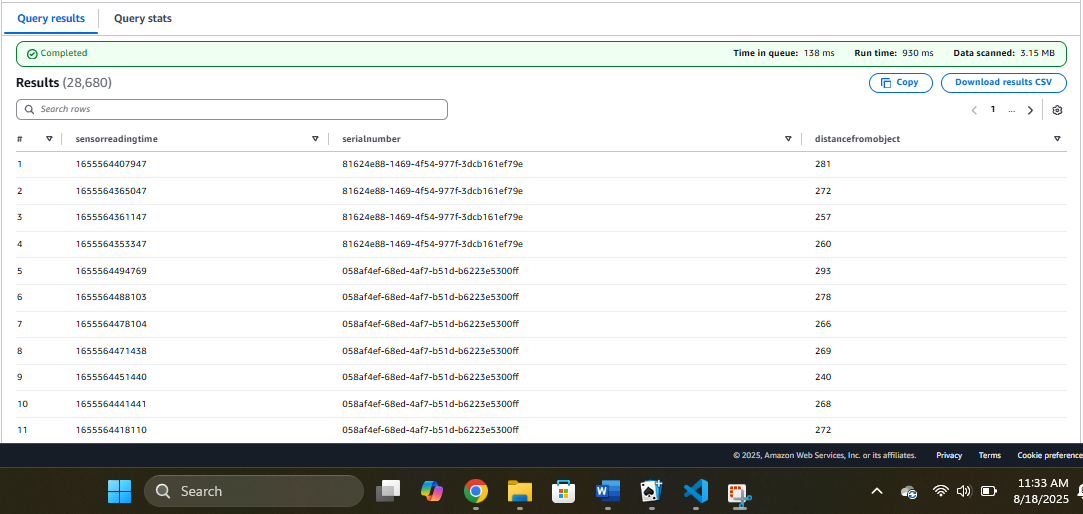 Query results Query stats
Completed Time in queue: 138 ms Run time: 930 ms Data scanned: 3.15 MB
Results (28,680) Copy Download results CSV
Search rows 1 ...
# sensorreadingtime serialnumber distancefromobject
1 1655564407947 81624e88-1469-4f54-977f-3dcb161ef79e 281
2 1655564365047 81624e88-1469-4f54-977f-3dcb161ef79e 272
3 1655564361147 81624e88-1469-4f54-977f-3dcb161ef79e 257
4 1655564353347 81624e88-1469-4f54-977f-3dcb161ef79e 260
5 1655564494769 058af4ef-68ed-4af7-b51d-b6223e5300ff 293
6 1655564488103 058af4ef-68ed-4af7-b51d-b6223e5300ff 278
7 1655564478104 058af4ef-68ed-4af7-b51d-b6223e5300ff 266
8 1655564471438 058af4ef-68ed-4af7-b51d-b6223e5300ff 269
9 1655564451440 058af4ef-68ed-4af7-b51d-b6223e5300ff 240
10 1655564441441 058af4ef-68ed-4af7-b51d-b6223e5300ff 268
11 1655564418110 058af4ef-68ed-4af7-b51d-b6223e5300ff 272
© 2025, Amazon Web Services, Inc. or its affiliates. Privacy Terms Cookie preference
Search 11:33 AM
8/18/2025